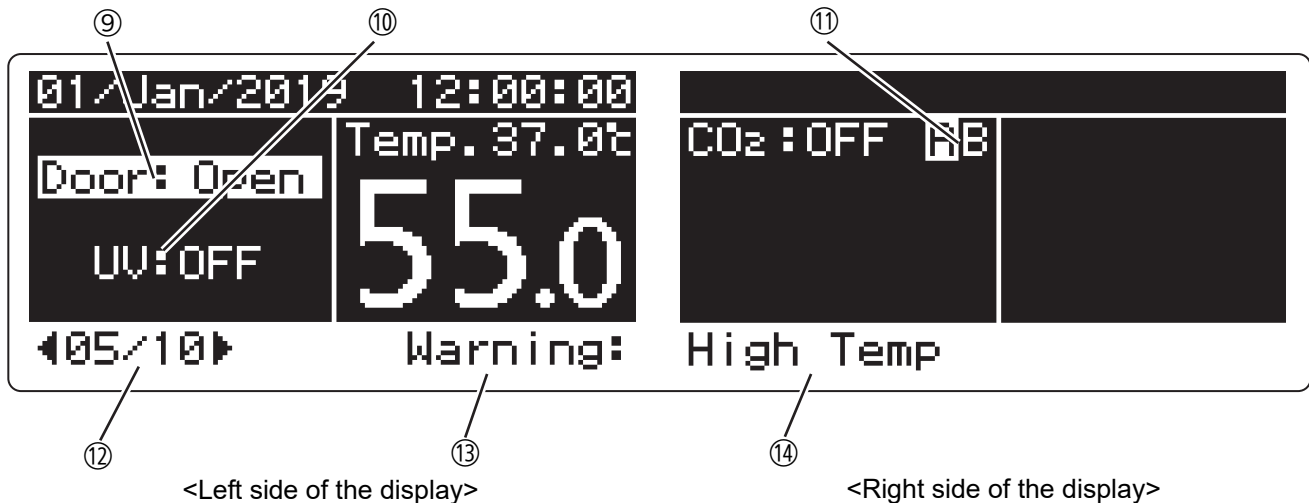 ⑨ ⑩ ⑪
01/Jan/2019 12:00:00
Temp. 37.0℃
CO₂:OFF AB
Door: Open
55.0
UV:OFF
◀05/10▶ Warning: High Temp
⑫ ⑬ ⑭
<Left side of the display> <Right side of the display>